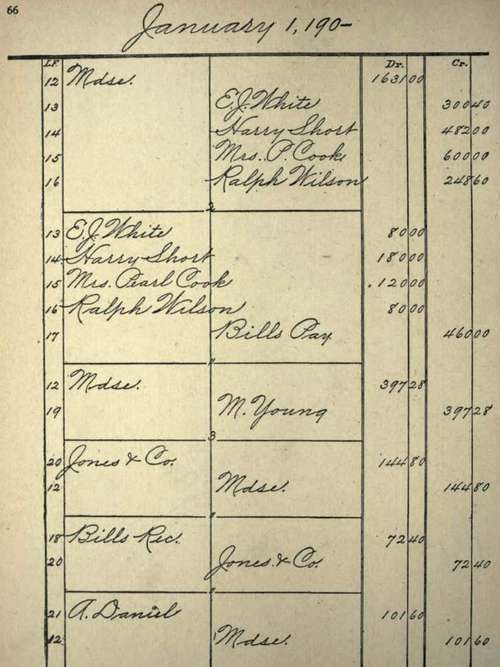 66
January 1, 190-
L.F. Dr. Cr.
12 Mdse. 1631 00
13 E.J. White 300 40
14 Harry Short 482 00
15 Mrs. P. Cook 600 00
16 Ralph Wilson 248 60
2
13 E.J. White 80 00
14 Harry Short 180 00
15 Mrs. Pearl Cook 120 00
16 Ralph Wilson 80 00
17 Bills Pay 460 00
"
12 Mdse. 397 28
19 M. Young 397 28
3
20 Jones & Co. 144 80
12 Mdse. 144 80
"
18 Bills Rec. 72 40
20 Jones & Co. 72 40
"
21 A. Daniel 101 60
12 Mdse. 101 60